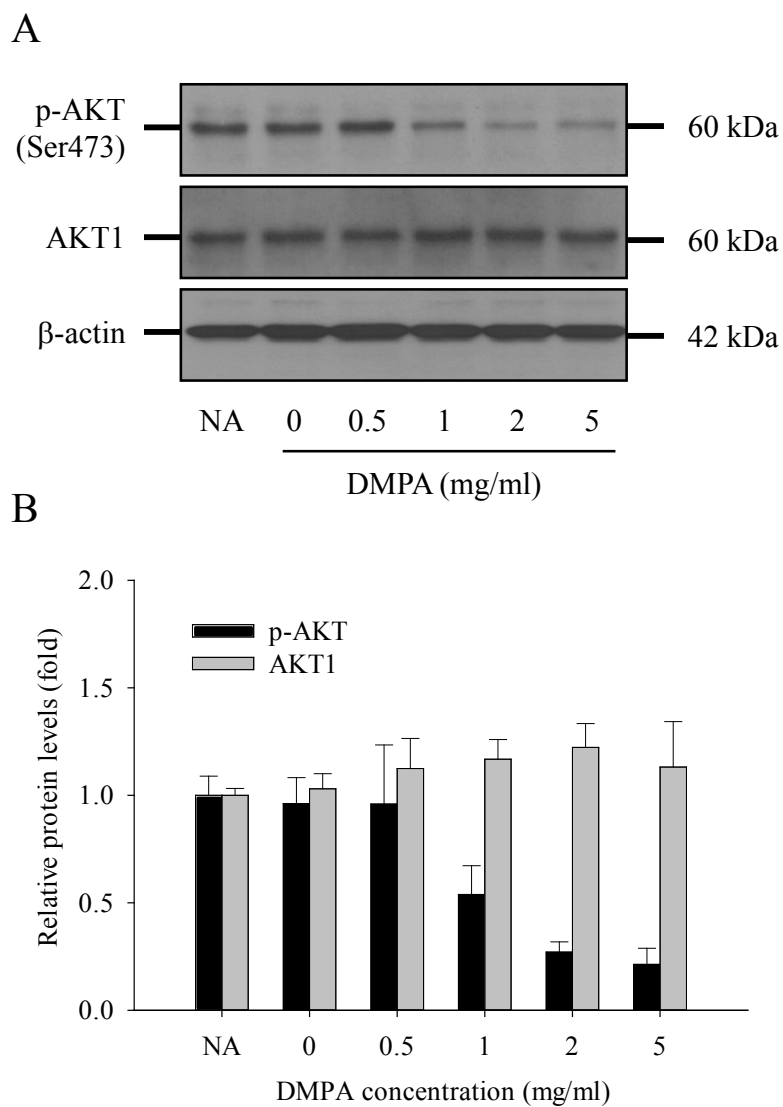 A
p-AKT
(Ser473)
60 kDa
AKT1
60 kDa
β-actin
42 kDa
NA 0 0.5 1 2 5
DMPA (mg/ml)
B
Relative protein levels (fold)
2.0
1.5
1.0
0.5
0.0
p-AKT
AKT1
NA 0 0.5 1 2 5
DMPA concentration (mg/ml)